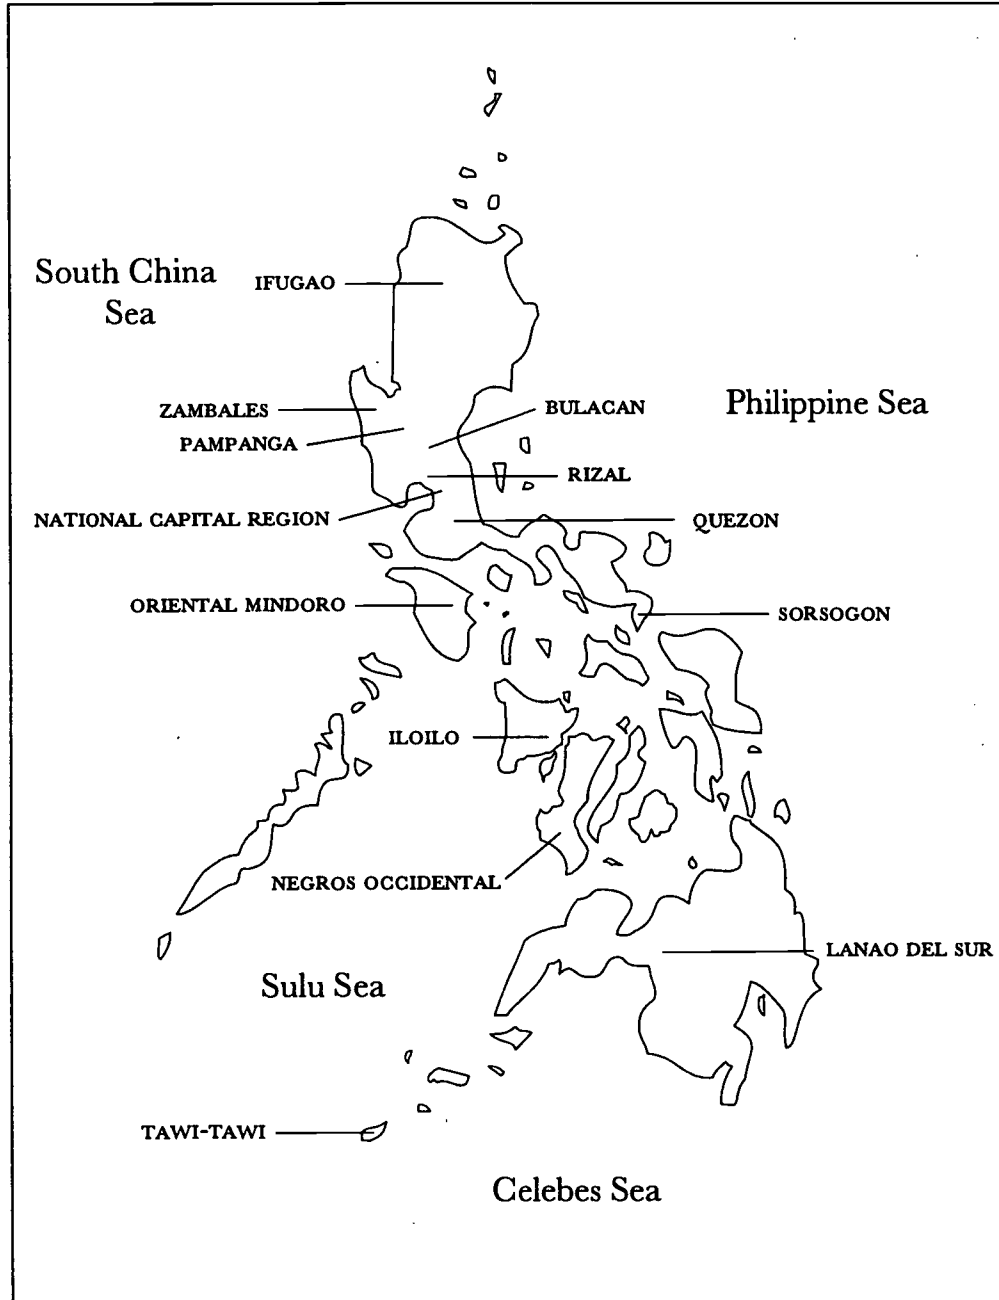 South China
Sea
IFUGAO
ZAMBALES
BULACAN
Philippine Sea
PAMPANGA
RIZAL
NATIONAL CAPITAL REGION
QUEZON
ORIENTAL MINDORO
SORSOGON
ILOILO
NEGROS OCCIDENTAL
LANAO DEL SUR
Sulu Sea
TAWI-TAWI
Celebes Sea